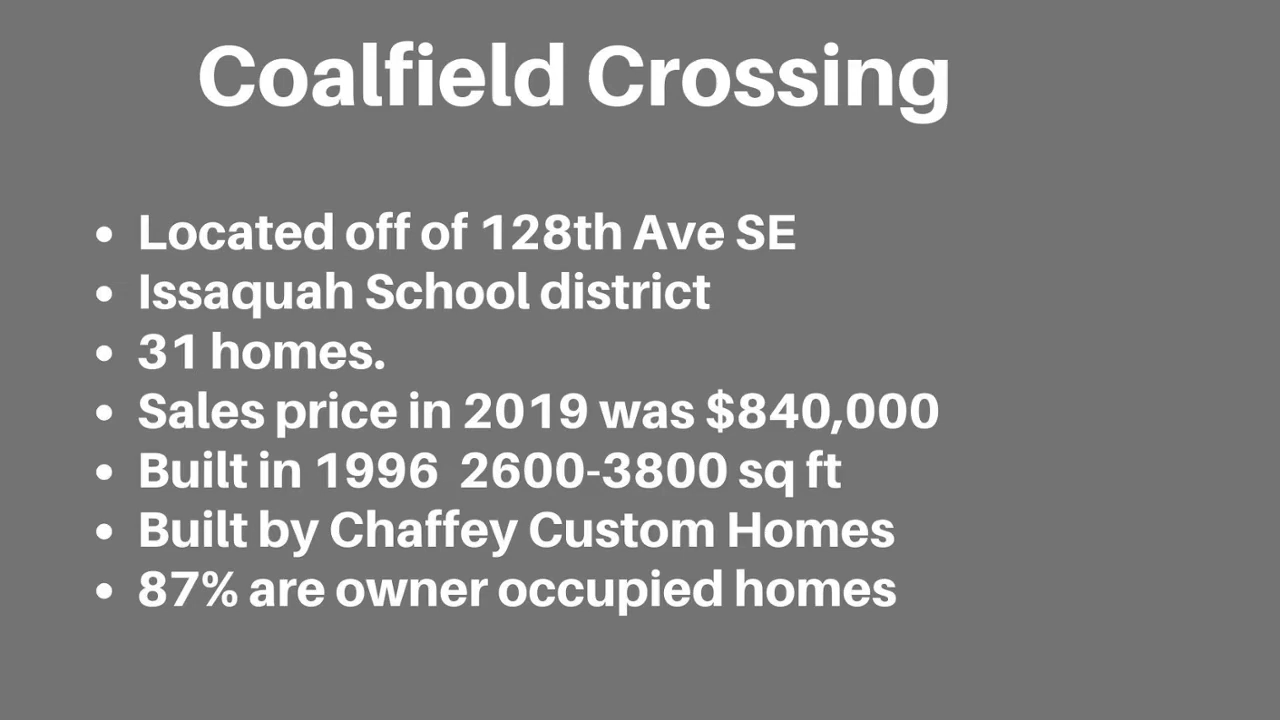 Coalfield Crossing
• Located off of 128th Ave SE
• Issaquah School district
• 31 homes.
• Sales price in 2019 was $840,000
• Built in 1996  2600-3800 sq ft
• Built by Chaffey Custom Homes
• 87% are owner occupied homes